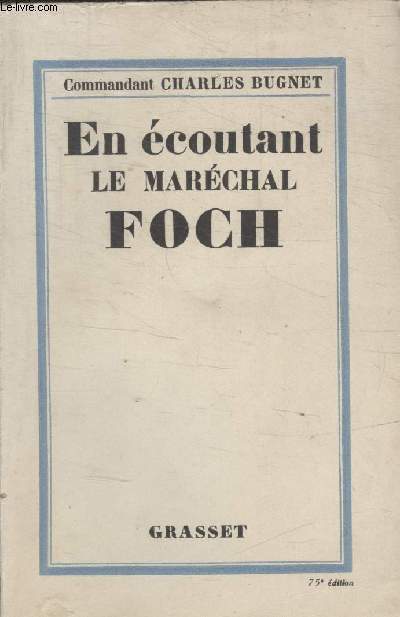 Le-livre.com
Commandant CHARLES BUGNET
En écoutant
LE MARÉCHAL
FOCH
GRASSET
75e édition